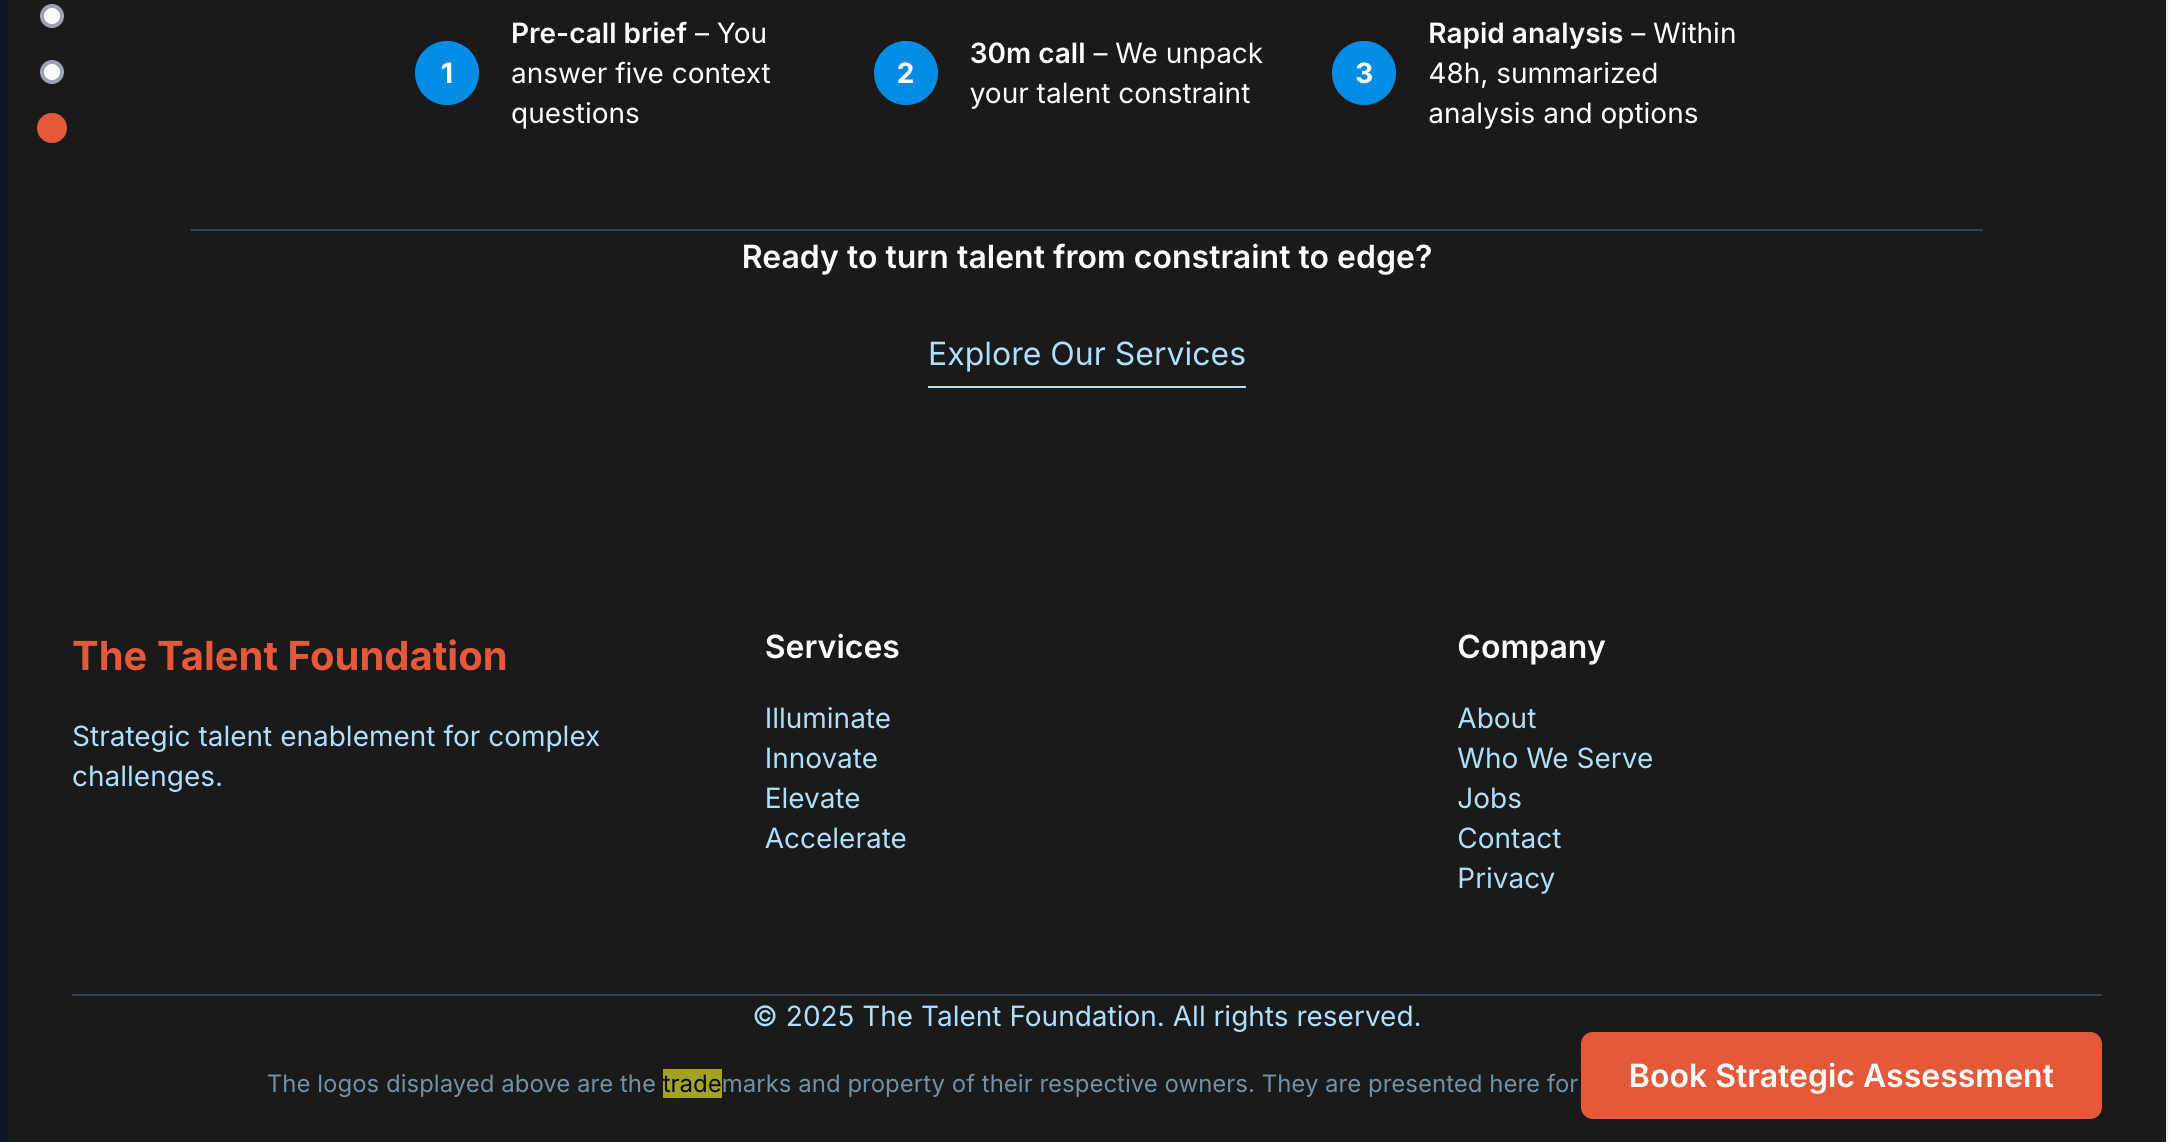 1
Pre-call brief – You
answer five context
questions
2
30m call – We unpack
your talent constraint
3
Rapid analysis – Within
48h, summarized
analysis and options
Ready to turn talent from constraint to edge?
Explore Our Services
The Talent Foundation
Strategic talent enablement for complex
challenges.
Services
Illuminate
Innovate
Elevate
Accelerate
Company
About
Who We Serve
Jobs
Contact
Privacy
© 2025 The Talent Foundation. All rights reserved.
The logos displayed above are the trademarks and property of their respective owners. They are presented here for
Book Strategic Assessment